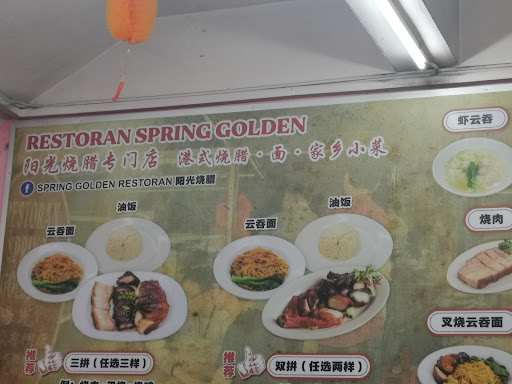 RESTORAN SPRING GOLDEN
阳光烧腊专门店 港式烧腊·面·家乡小菜
SPRING GOLDEN RESTORAN 阳光烧腊
虾云吞
油饭
油饭
云吞面
云吞面
烧肉
叉烧云吞面
推荐
三拼（任选三样）
推荐
双拼（任选两样）